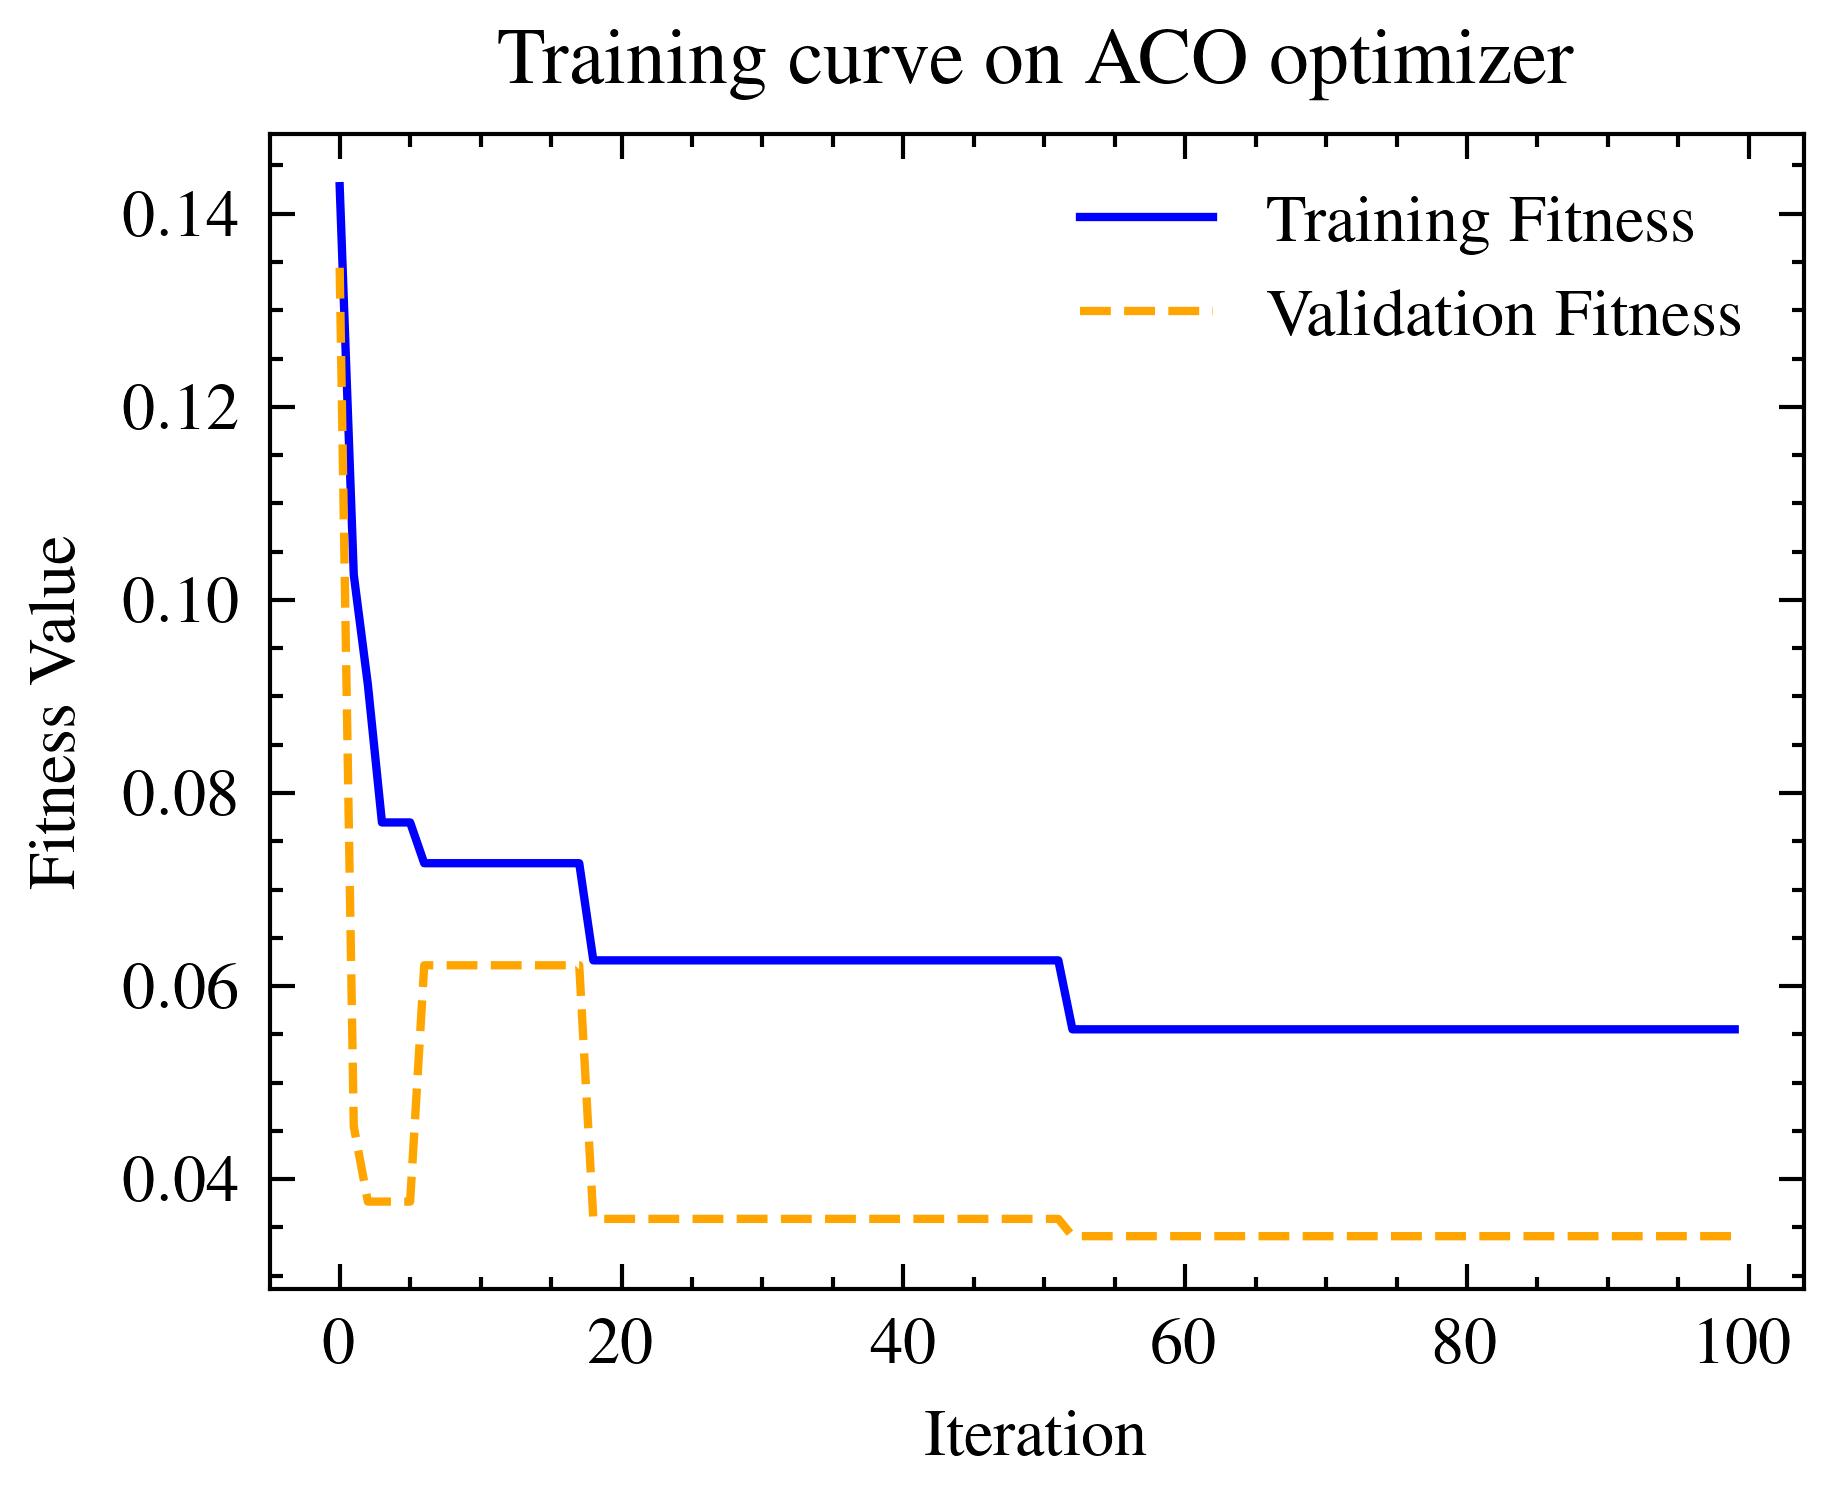 Training curve on ACO optimizer
Training Fitness
Validation Fitness
Fitness Value
0.14
0.12
0.10
0.08
0.06
0.04
0 20 40 60 80 100
Iteration